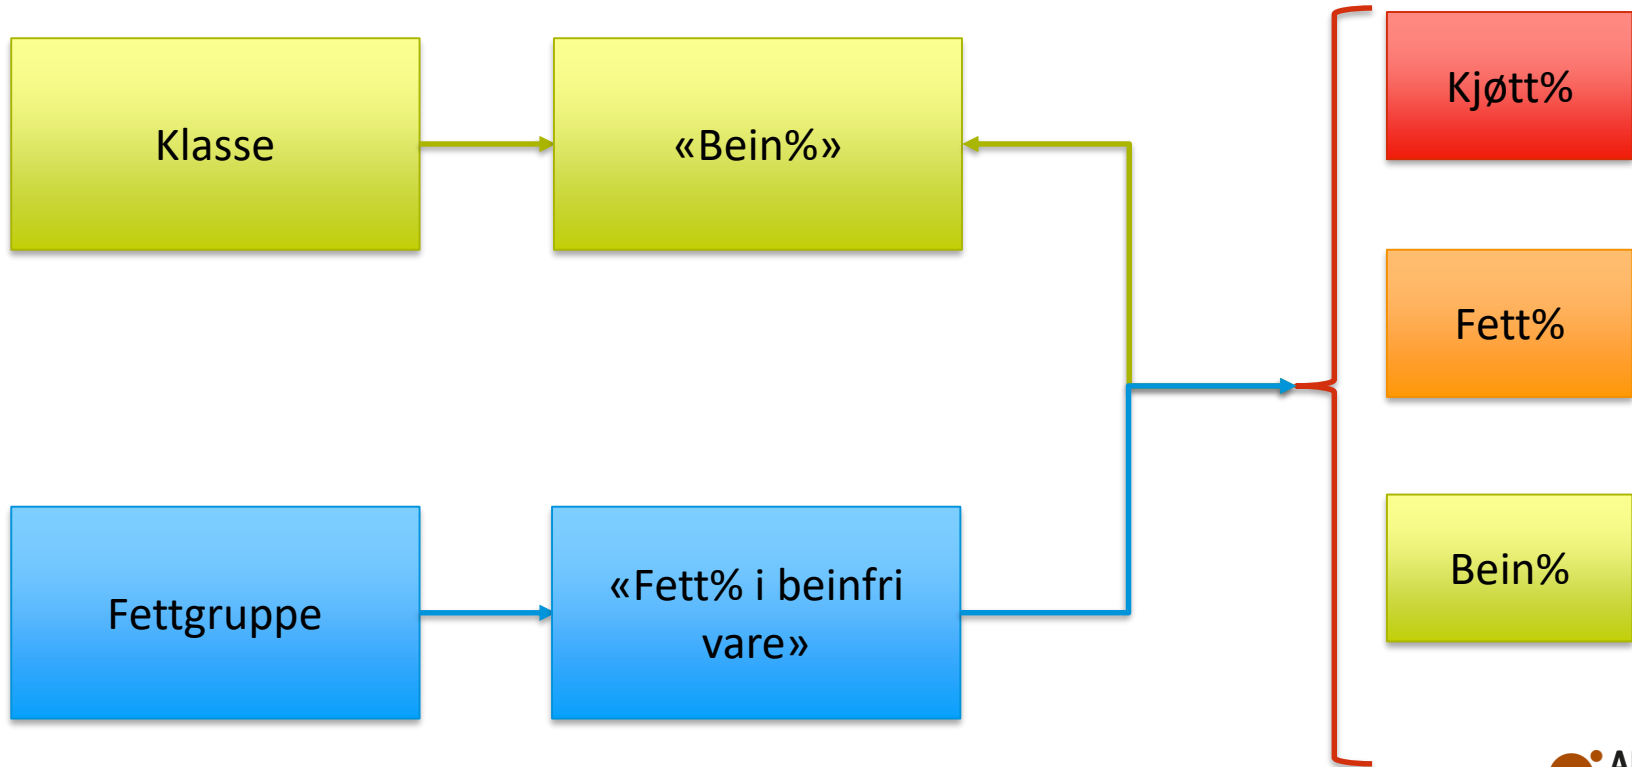 Klasse
«Bein%»
Kjøtt%
Fett%
Fettgruppe
«Fett% i beinfri
vare»
Bein%